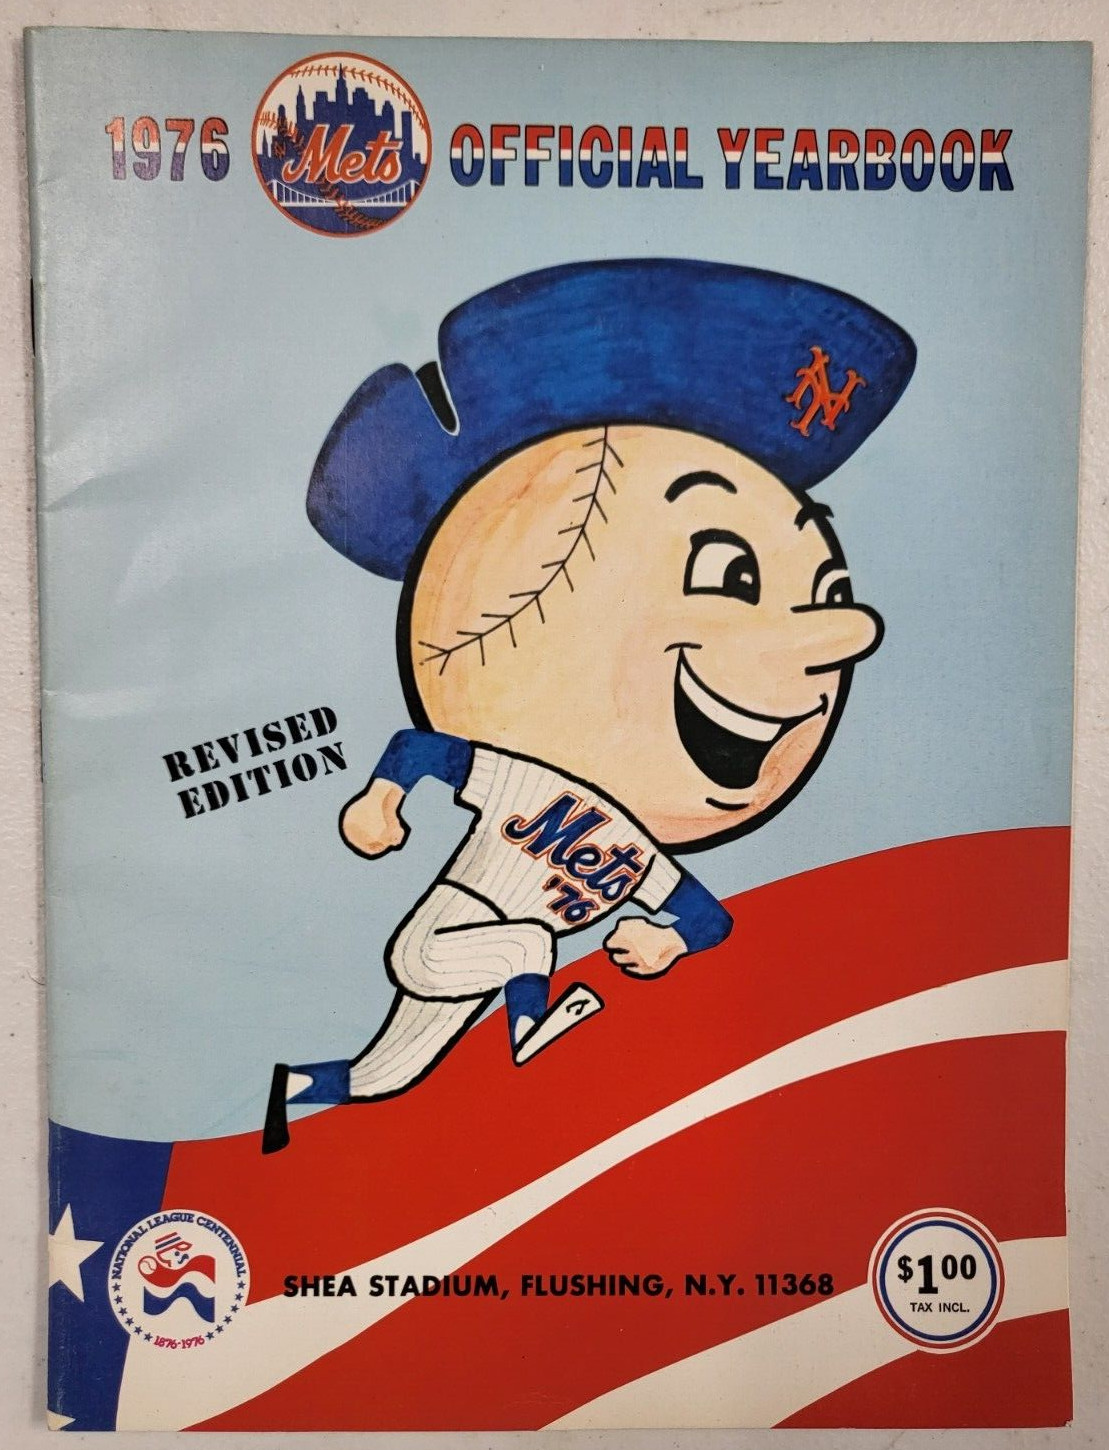 1976 Mets OFFICIAL YEARBOOK
NY
REVISED
EDITION
Mets
'76
NATIONAL LEAGUE CENTENNIAL
1876-1976
SHEA STADIUM, FLUSHING, N.Y. 11368
$1.00
TAX INCL.